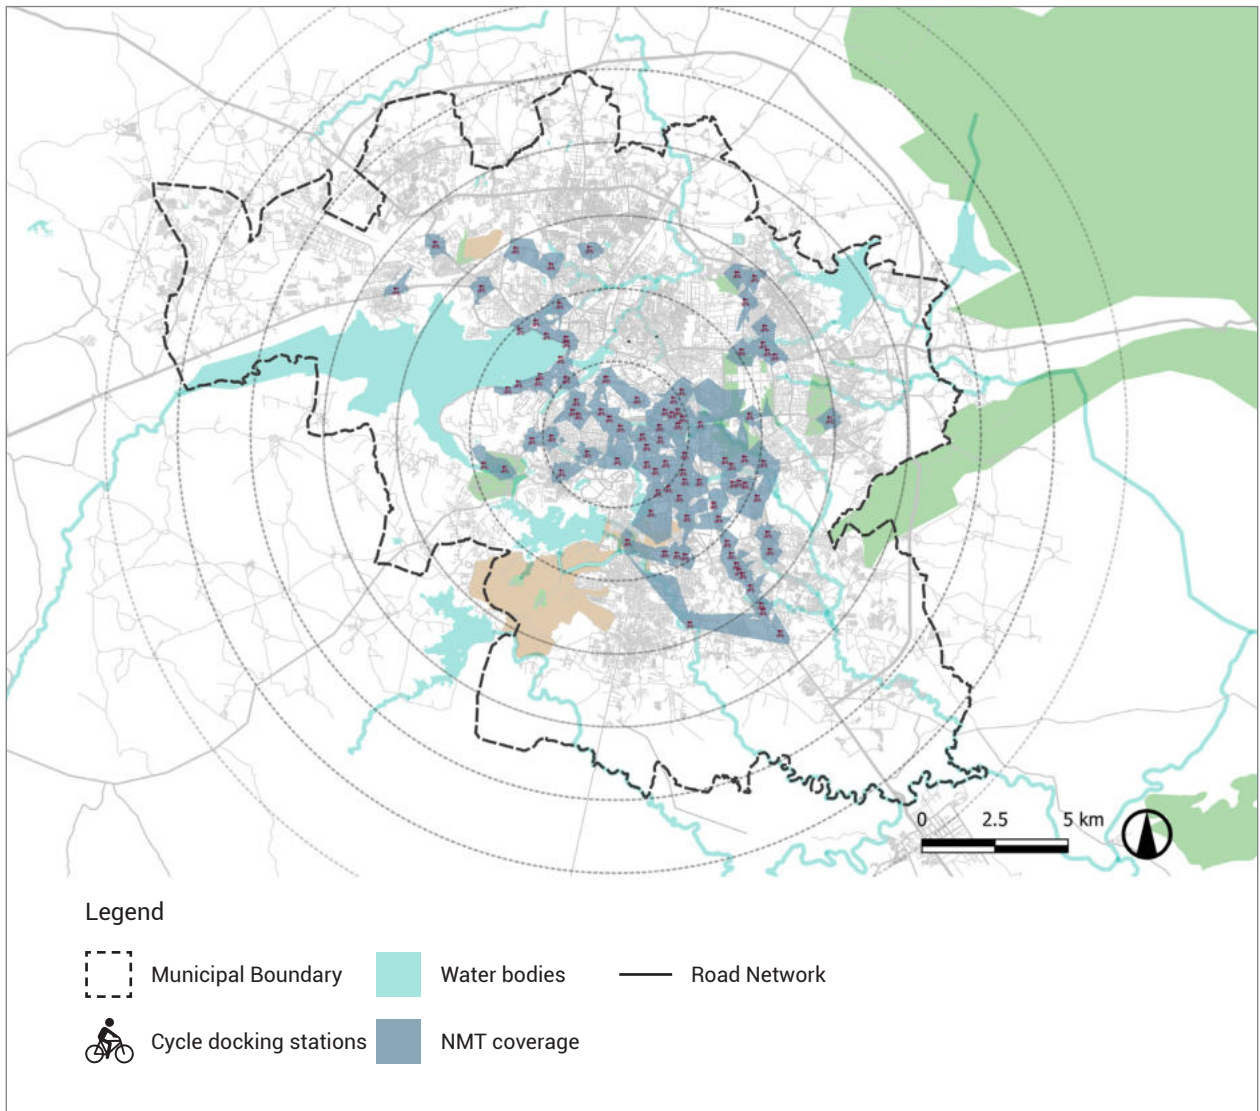 0 2.5 5 km
Legend
Municipal Boundary Water bodies Road Network
Cycle docking stations NMT coverage